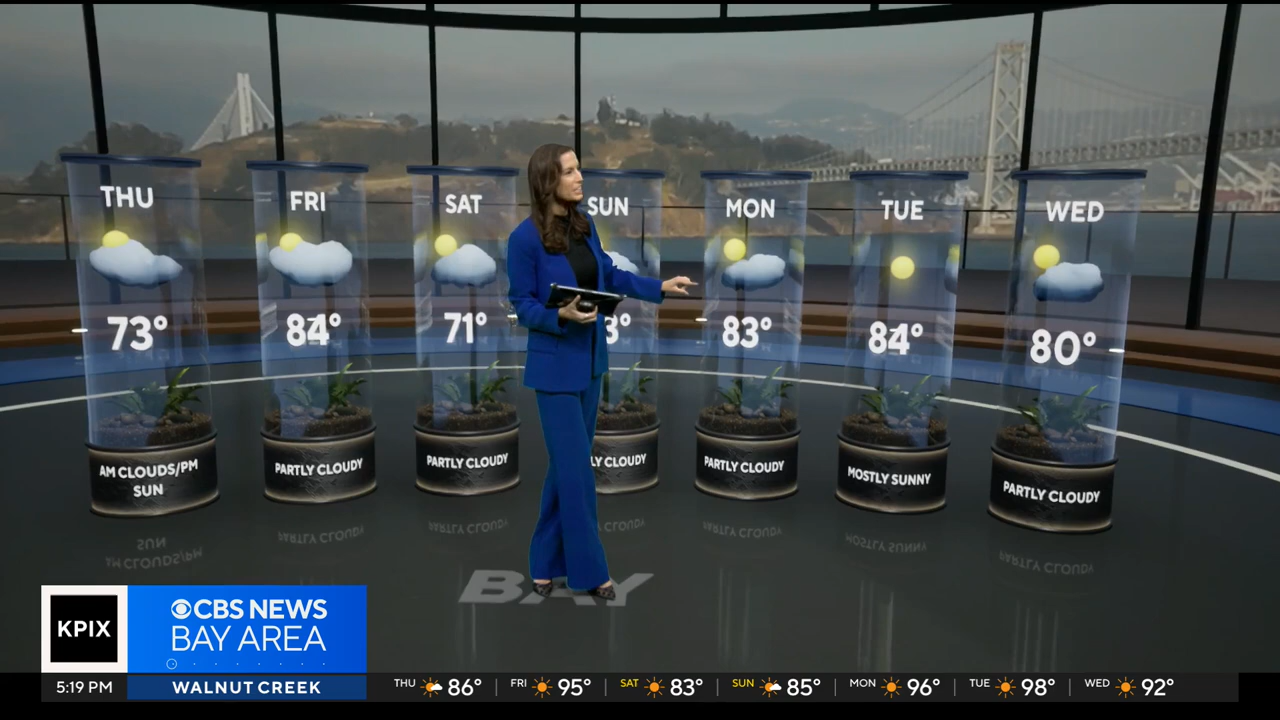 THU
FRI
SAT
SUN
MON
TUE
WED
73°
84°
71°
3°
83°
84°
80°
AM CLOUDS/PM
SUN
PARTLY CLOUDY
PARTLY CLOUDY
LY CLOUDY
PARTLY CLOUDY
MOSTLY SUNNY
PARTLY CLOUDY
BAY
KPIX
CBS NEWS
BAY AREA
5:19 PM
WALNUT CREEK
THU 86° | FRI 95° | SAT 83° | SUN 85° | MON 96° | TUE 98° | WED 92°